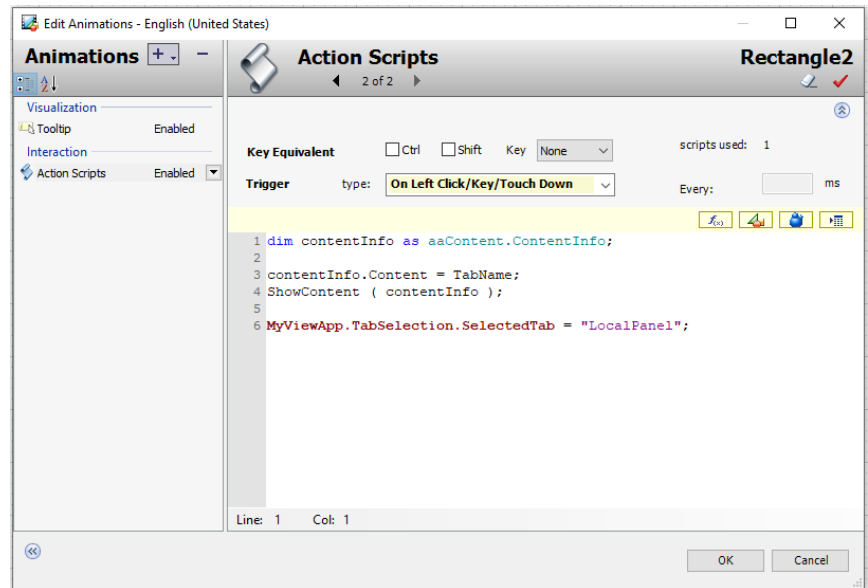 Edit Animations - English (United States)
Animations
Action Scripts
Rectangle2
2 of 2
Visualization
Tooltip Enabled
Interaction
Action Scripts Enabled
Key Equivalent Ctrl Shift Key None scripts used: 1
Trigger type: On Left Click/Key/Touch Down Every: ms
1 dim contentInfo as aaContent.ContentInfo;
2
3 contentInfo.Content = TabName;
4 ShowContent ( contentInfo );
5
6 MyViewApp.TabSelection.SelectedTab = "LocalPanel";
Line: 1 Col: 1
OK Cancel